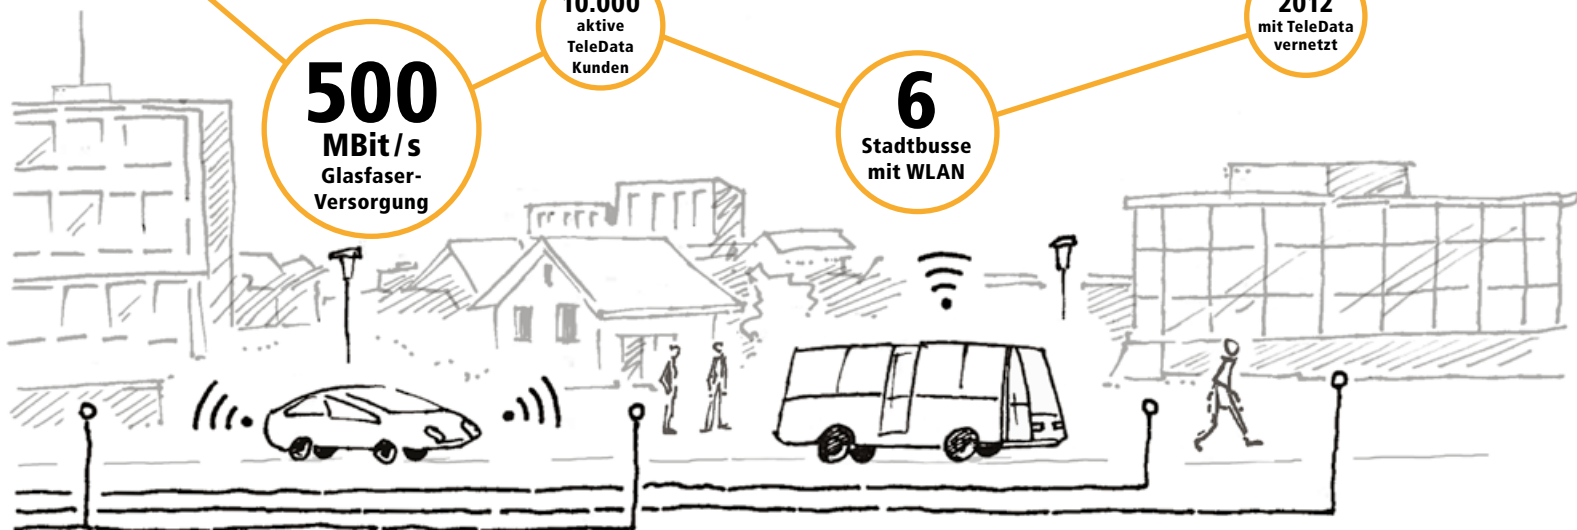 500
MBit/s
Glasfaser-
Versorgung
10.000
aktive
TeleData
Kunden
6
Stadtbusse
mit WLAN
2012
mit TeleData
vernetzt